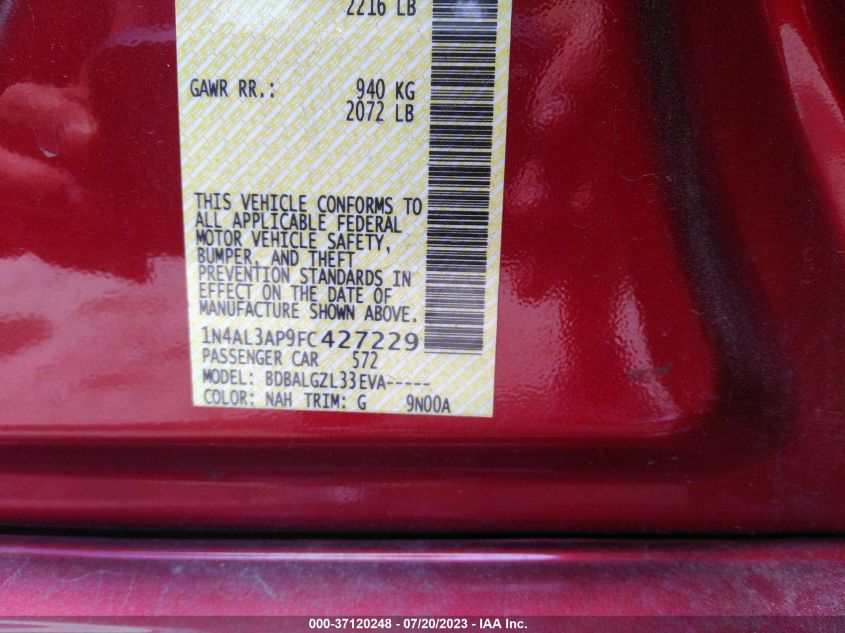 2216 LB
GAWR RR.: 940 KG
2072 LB
THIS VEHICLE CONFORMS TO
ALL APPLICABLE FEDERAL
MOTOR VEHICLE SAFETY,
BUMPER, AND THEFT
PREVENTION STANDARDS IN
EFFECT ON THE DATE OF
MANUFACTURE SHOWN ABOVE.
1N4AL3AP9FC427229
PASSENGER CAR 572
MODEL: BDBALGZL33EVA-----
COLOR: NAH TRIM: G 9N00A
000-37120248 - 07/20/2023 - IAA Inc.